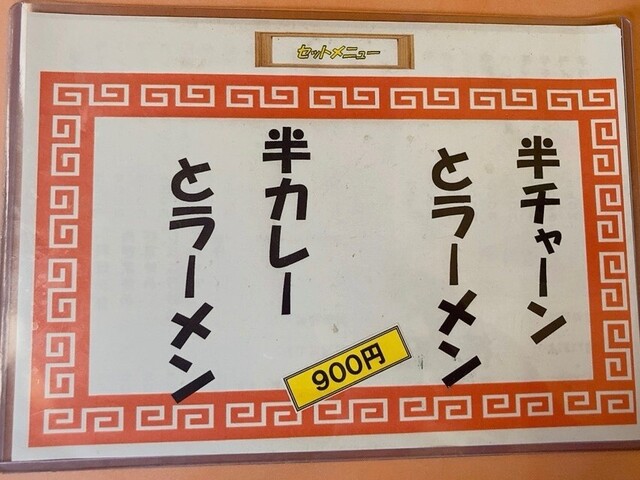 セットメニュー
半チャーン
とラーメン
半カレー
とラーメン
900円